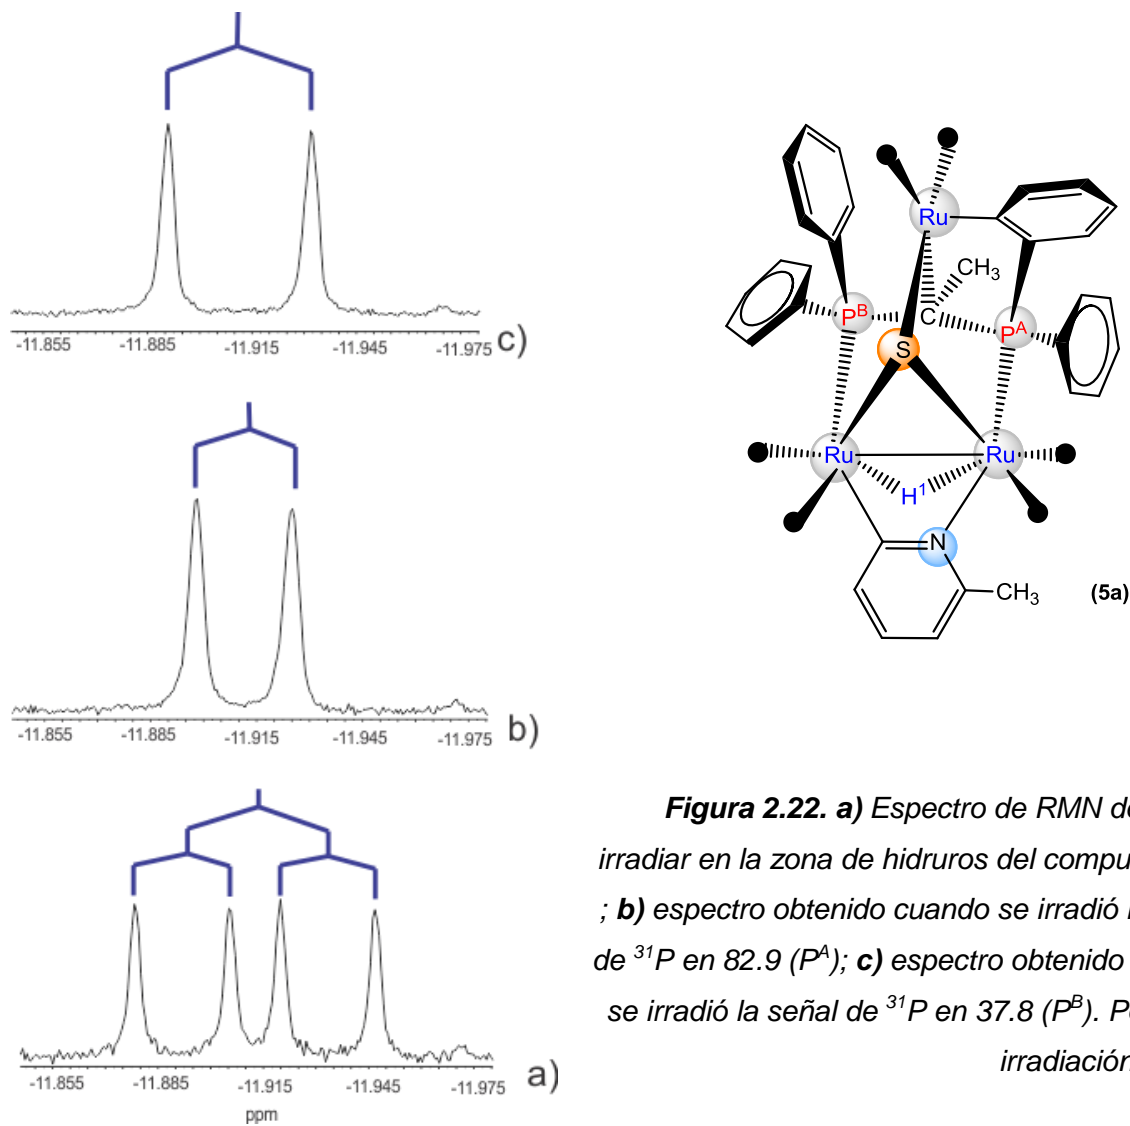 -11.855 -11.885 -11.915 -11.945 -11.975 c)
-11.855 -11.885 -11.915 -11.945 -11.975 b)
-11.855 -11.885 -11.915 -11.945 -11.975 a)
ppm
Ru
CH₃
Pᴮ C Pᴬ
S
Ru Ru
H¹
N
CH₃ (5a)
Figura 2.22. a) Espectro de RMN de
irradiar en la zona de hidruros del compu
; b) espectro obtenido cuando se irradió
de ³¹P en 82.9 (Pᴬ); c) espectro obtenido
se irradió la señal de ³¹P en 37.8 (Pᴮ).
irradiación